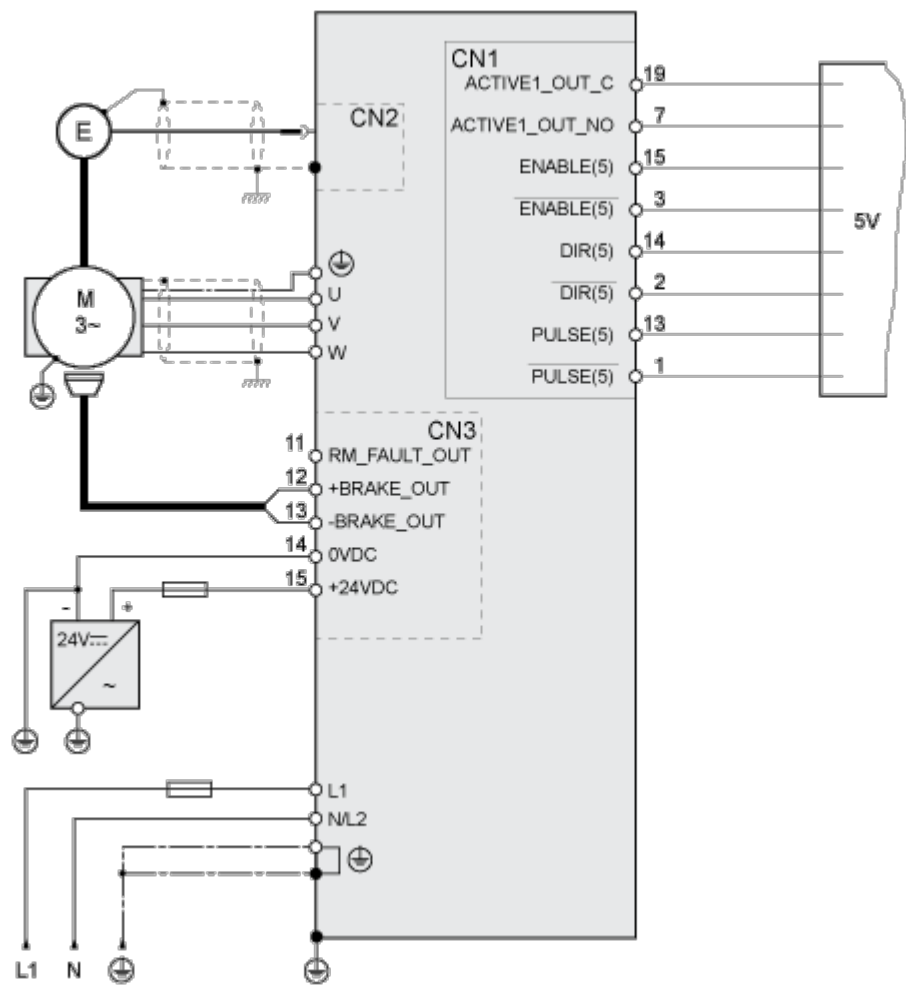 CN1
ACTIVE1_OUT_C 19
ACTIVE1_OUT_NO 7
ENABLE(5) 15
ENABLE(5) 3
DIR(5) 14
DIR(5) 2
PULSE(5) 13
PULSE(5) 1
5V
E
CN2
M
3~
U
V
W
CN3
11 RM_FAULT_OUT
12 +BRAKE_OUT
13 -BRAKE_OUT
14 0VDC
15 +24VDC
- +
24V
~
L1
N/L2
L1 N